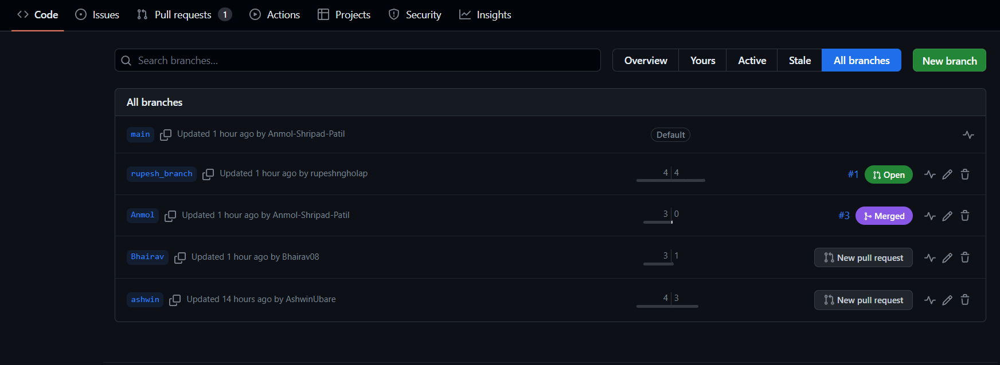 Code Issues Pull requests 1 Actions Projects Security Insights
Search branches... Overview Yours Active Stale All branches New branch
All branches
main Updated 1 hour ago by Anmol-Shripad-Patil Default
rupesh_branch Updated 1 hour ago by rupeshngholap 4 4 #1 Open
Anmol Updated 1 hour ago by Anmol-Shripad-Patil 3 0 #3 Merged
Bhairav Updated 1 hour ago by Bhairav08 3 1 New pull request
ashwin Updated 14 hours ago by AshwinUbare 4 3 New pull request